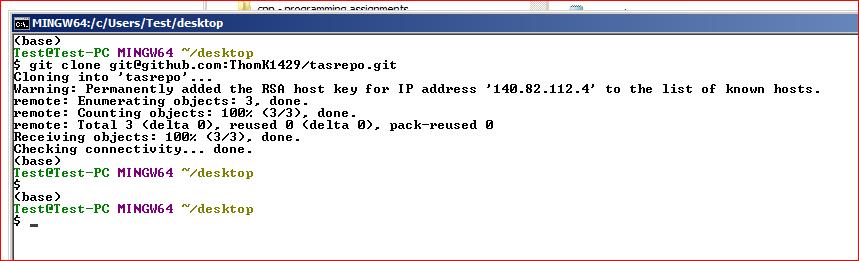 cpp - programming assignments
MINGW64:/c/Users/Test/desktop
(base)
Test@Test-PC MINGW64 ~/desktop
$ git clone git@github.com:ThomK1429/tasrepo.git
Cloning into 'tasrepo'...
Warning: Permanently added the RSA host key for IP address '140.82.112.4' to the list of known hosts.
remote: Enumerating objects: 3, done.
remote: Counting objects: 100% (3/3), done.
remote: Total 3 (delta 0), reused 0 (delta 0), pack-reused 0
Receiving objects: 100% (3/3), done.
Checking connectivity... done.
(base)
Test@Test-PC MINGW64 ~/desktop
$
(base)
Test@Test-PC MINGW64 ~/desktop
$